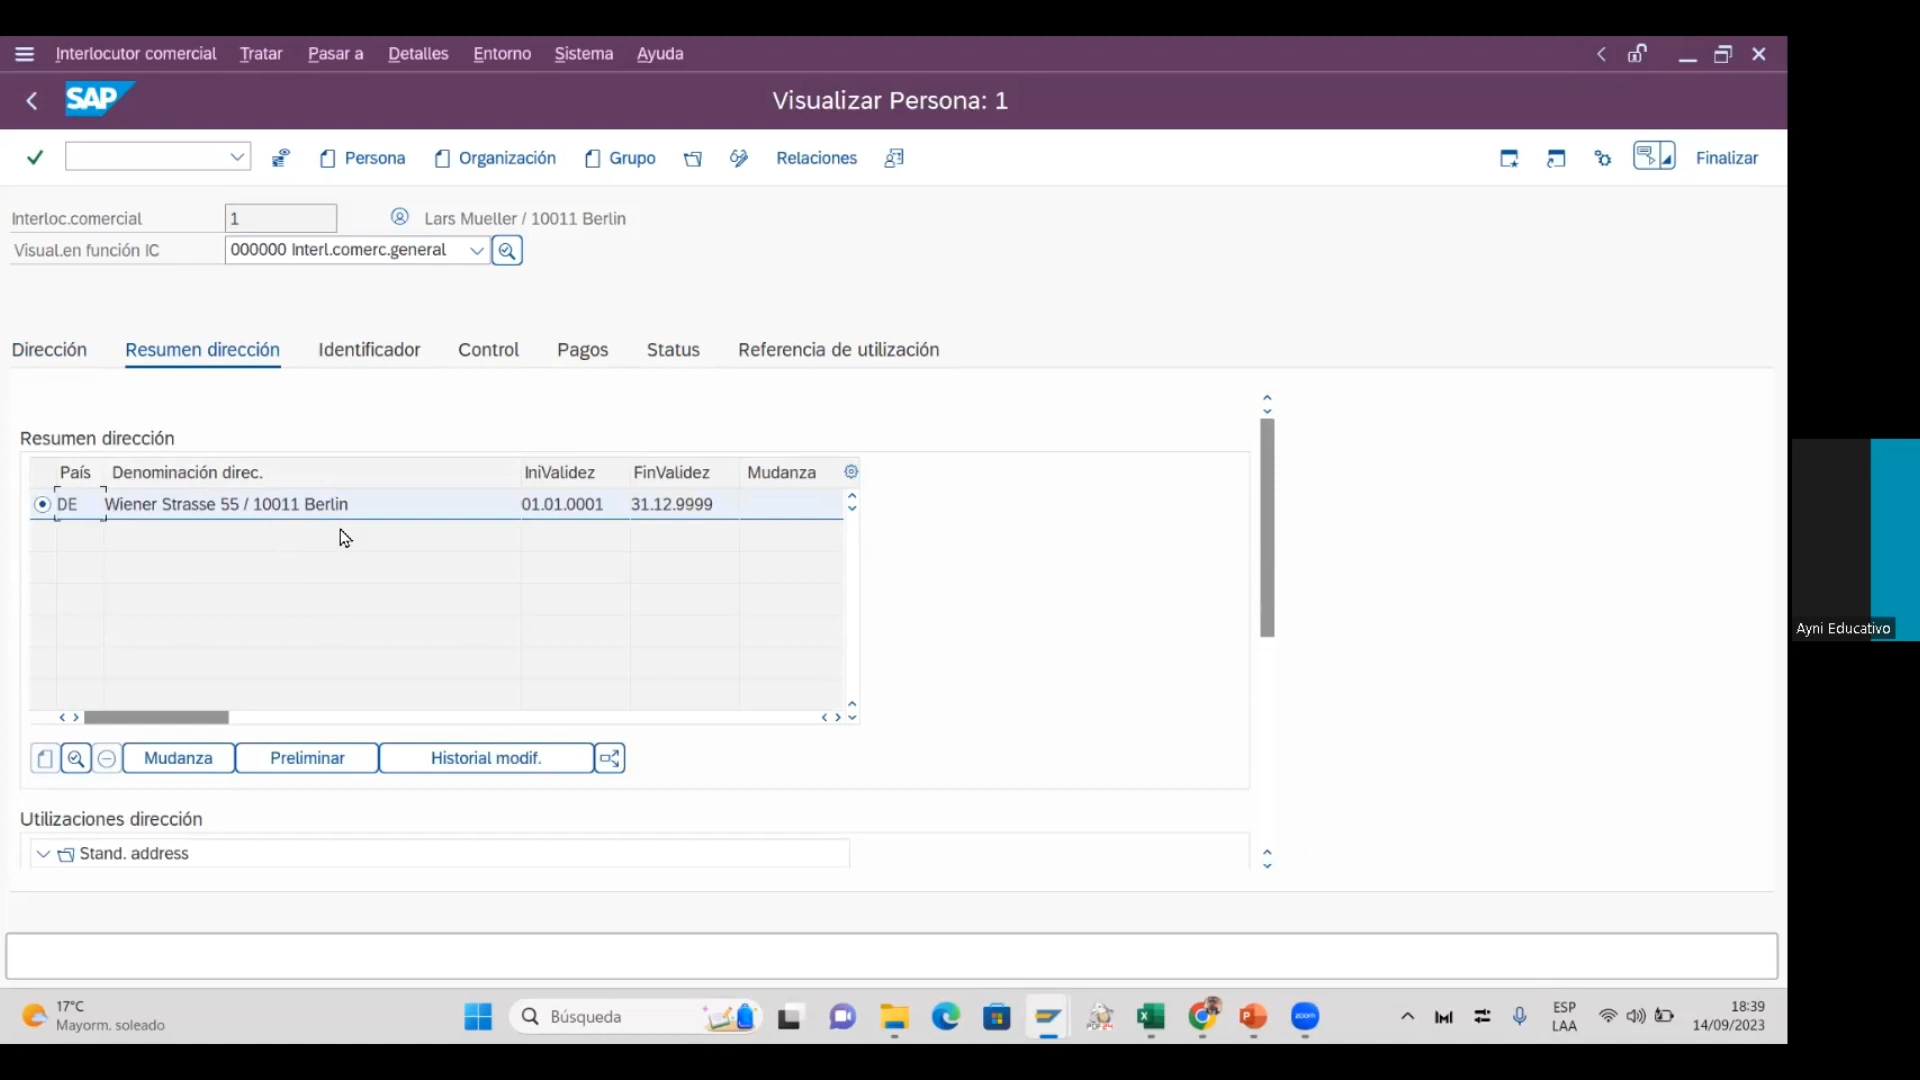 Interlocutor comercial Tratar Pasar a Detalles Entorno Sistema Ayuda
SAP Visualizar Persona: 1
Persona Organización Grupo Relaciones Finalizar
Interloc.comercial 1 Lars Mueller / 10011 Berlin
Visual.en función IC 000000 Interl.comerc.general
Dirección Resumen dirección Identificador Control Pagos Status Referencia de utilización
Resumen dirección
País Denominación direc. IniValidez FinValidez Mudanza
DE Wiener Strasse 55 / 10011 Berlin 01.01.0001 31.12.9999
Mudanza Preliminar Historial modif.
Utilizaciones dirección
Stand. address
Ayni Educativo
17°C
Mayorm. soleado
Búsqueda
zoom
ESP
LAA
18:39
14/09/2023